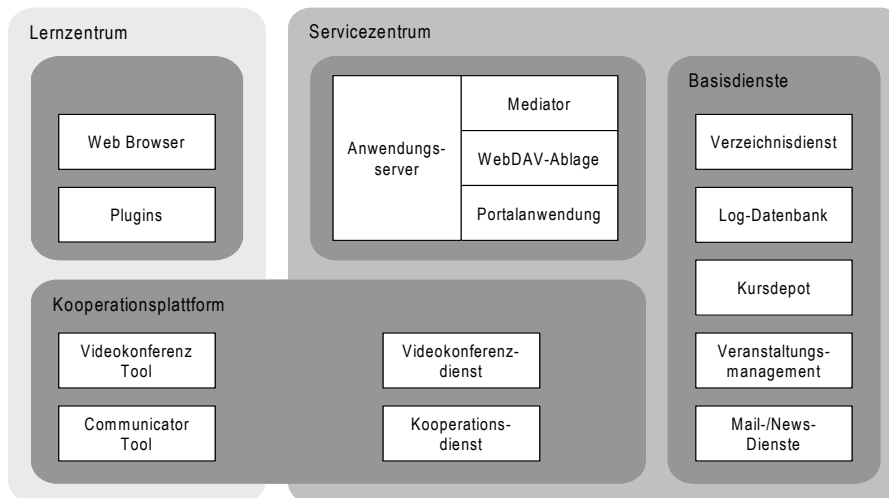 Lernzentrum
Web Browser
Plugins
Servicezentrum
Anwendungs-
server
Mediator
WebDAV-Ablage
Portalanwendung
Basisdienste
Verzeichnisdienst
Log-Datenbank
Kursdepot
Veranstaltungs-
management
Mail-/News-
Dienste
Kooperationsplattform
Videokonferenz
Tool
Communicator
Tool
Videokonferenz-
dienst
Kooperations-
dienst